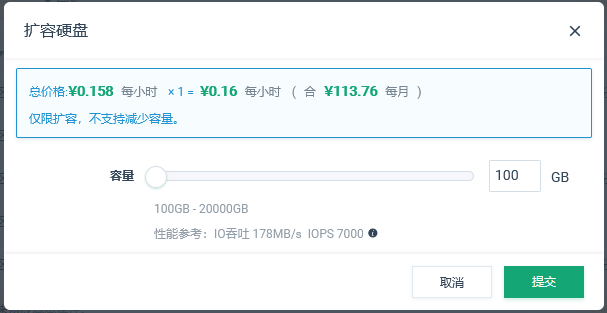 扩容硬盘
总价格:¥0.158 每小时 × 1 = ¥0.16 每小时 ( 合 ¥113.76 每月 )
仅限扩容，不支持减少容量。
容量 100 GB
100GB - 20000GB
性能参考：IO吞吐 178MB/s IOPS 7000
取消 提交